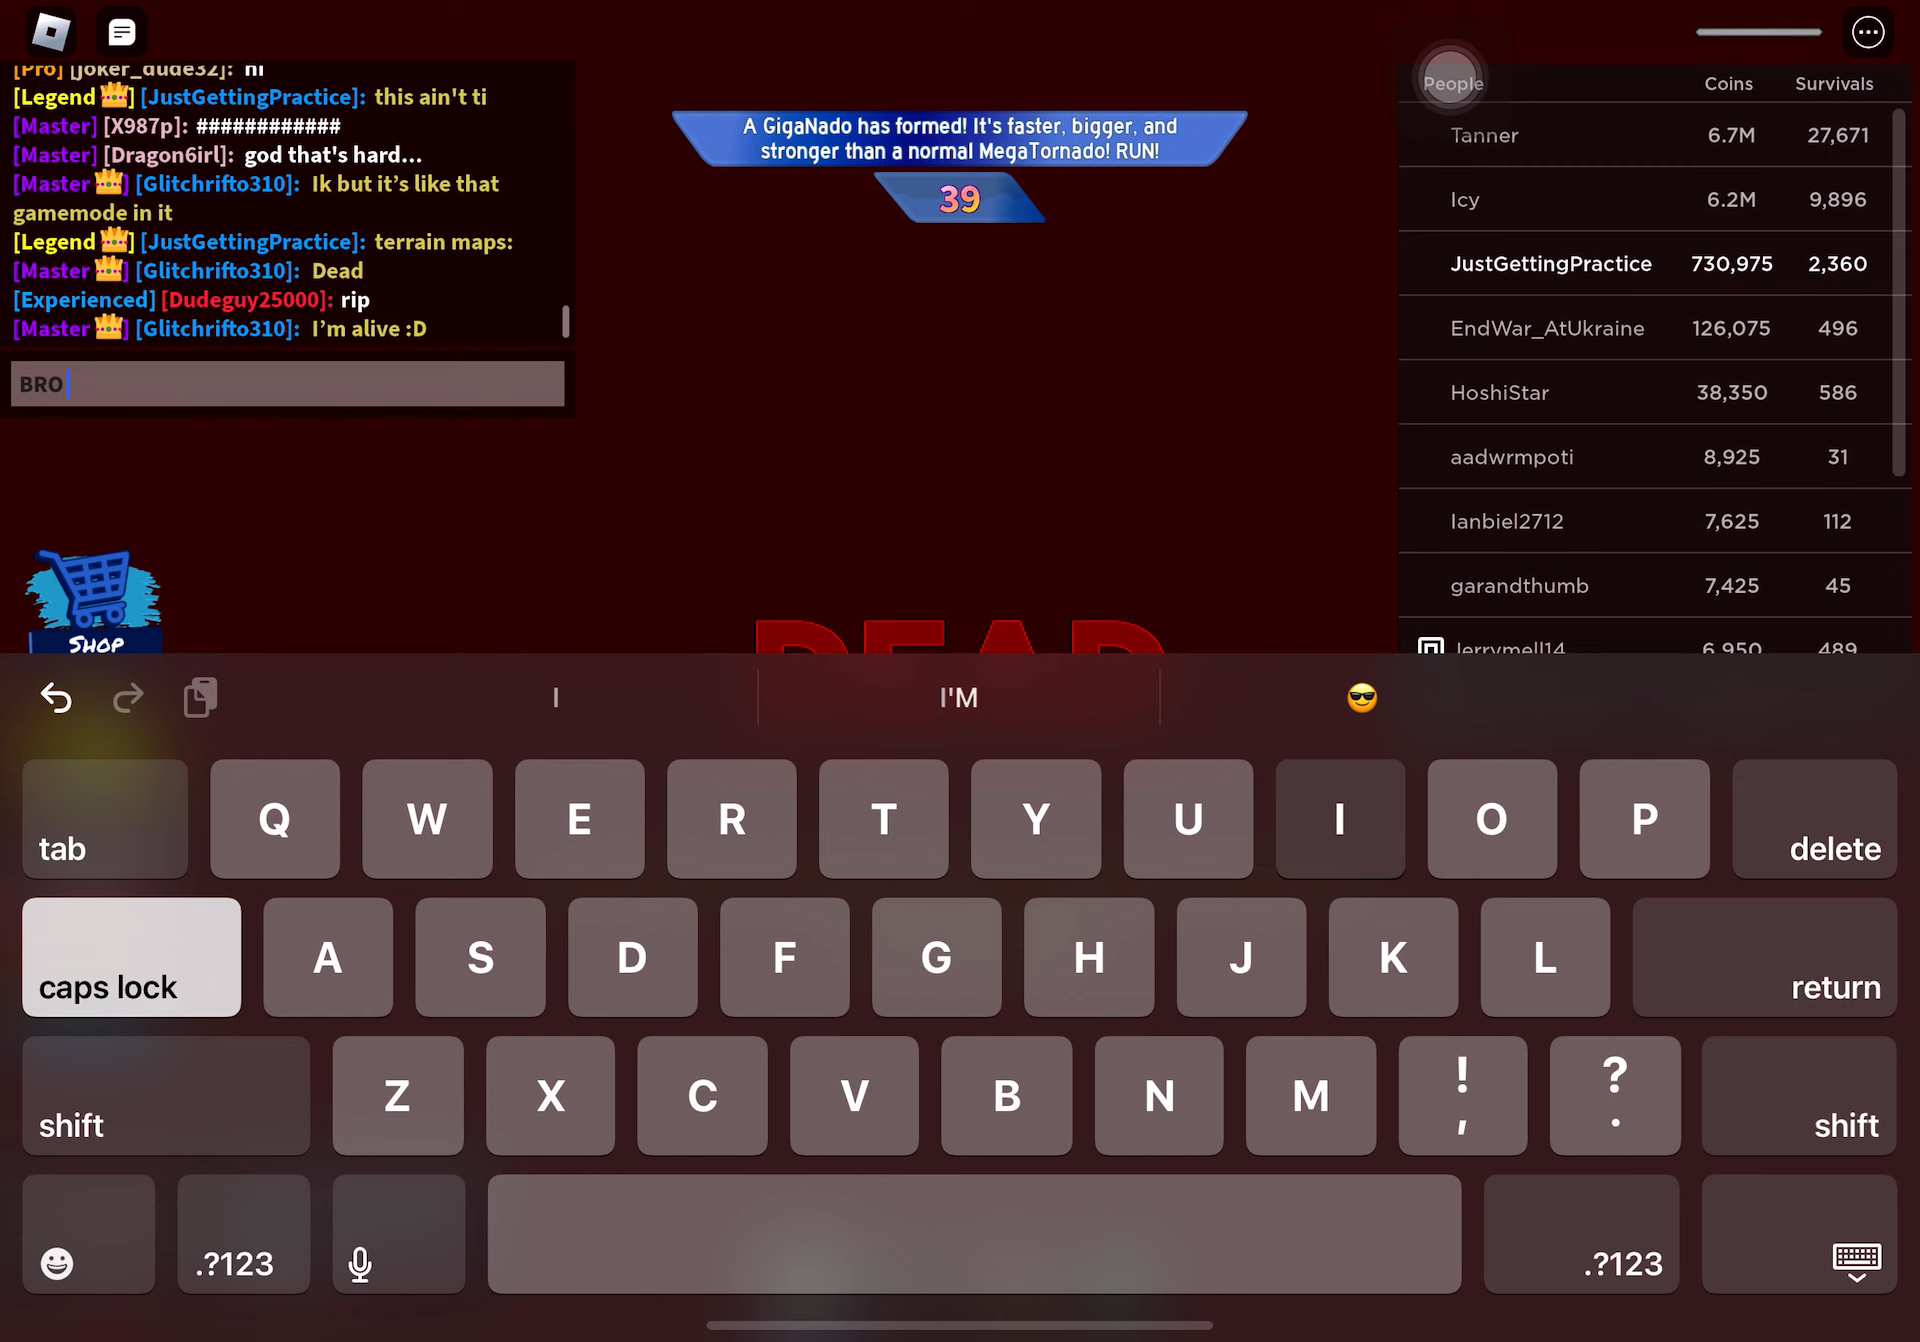 [Pro] [joker_dude32]: hi
[Legend👑] [JustGettingPractice]: this ain't ti
[Master] [X987p]: ############
[Master] [Dragon6irl]: god that's hard...
[Master👑] [Glitchrifto310]: Ik but it’s like that
gamemode in it
[Legend👑] [JustGettingPractice]: terrain maps:
[Master👑] [Glitchrifto310]: Dead
[Experienced] [Dudeguy25000]: rip
[Master👑] [Glitchrifto310]: I’m alive :D
BRO
A GigaNado has formed! It's faster, bigger, and
stronger than a normal MegaTornado! RUN!
39
People Coins Survivals
Tanner 6.7M 27,671
Icy 6.2M 9,896
JustGettingPractice 730,975 2,360
EndWar_AtUkraine 126,075 496
HoshiStar 38,350 586
aadwrmpoti 8,925 31
Ianbiel2712 7,625 112
garandthumb 7,425 45
Jerrymell14 6,950 489
SHOP
DEAD
I I'M 😎
tab Q W E R T Y U I O P delete
caps lock A S D F G H J K L return
shift Z X C V B N M ! , ? . shift
.?123 .?123